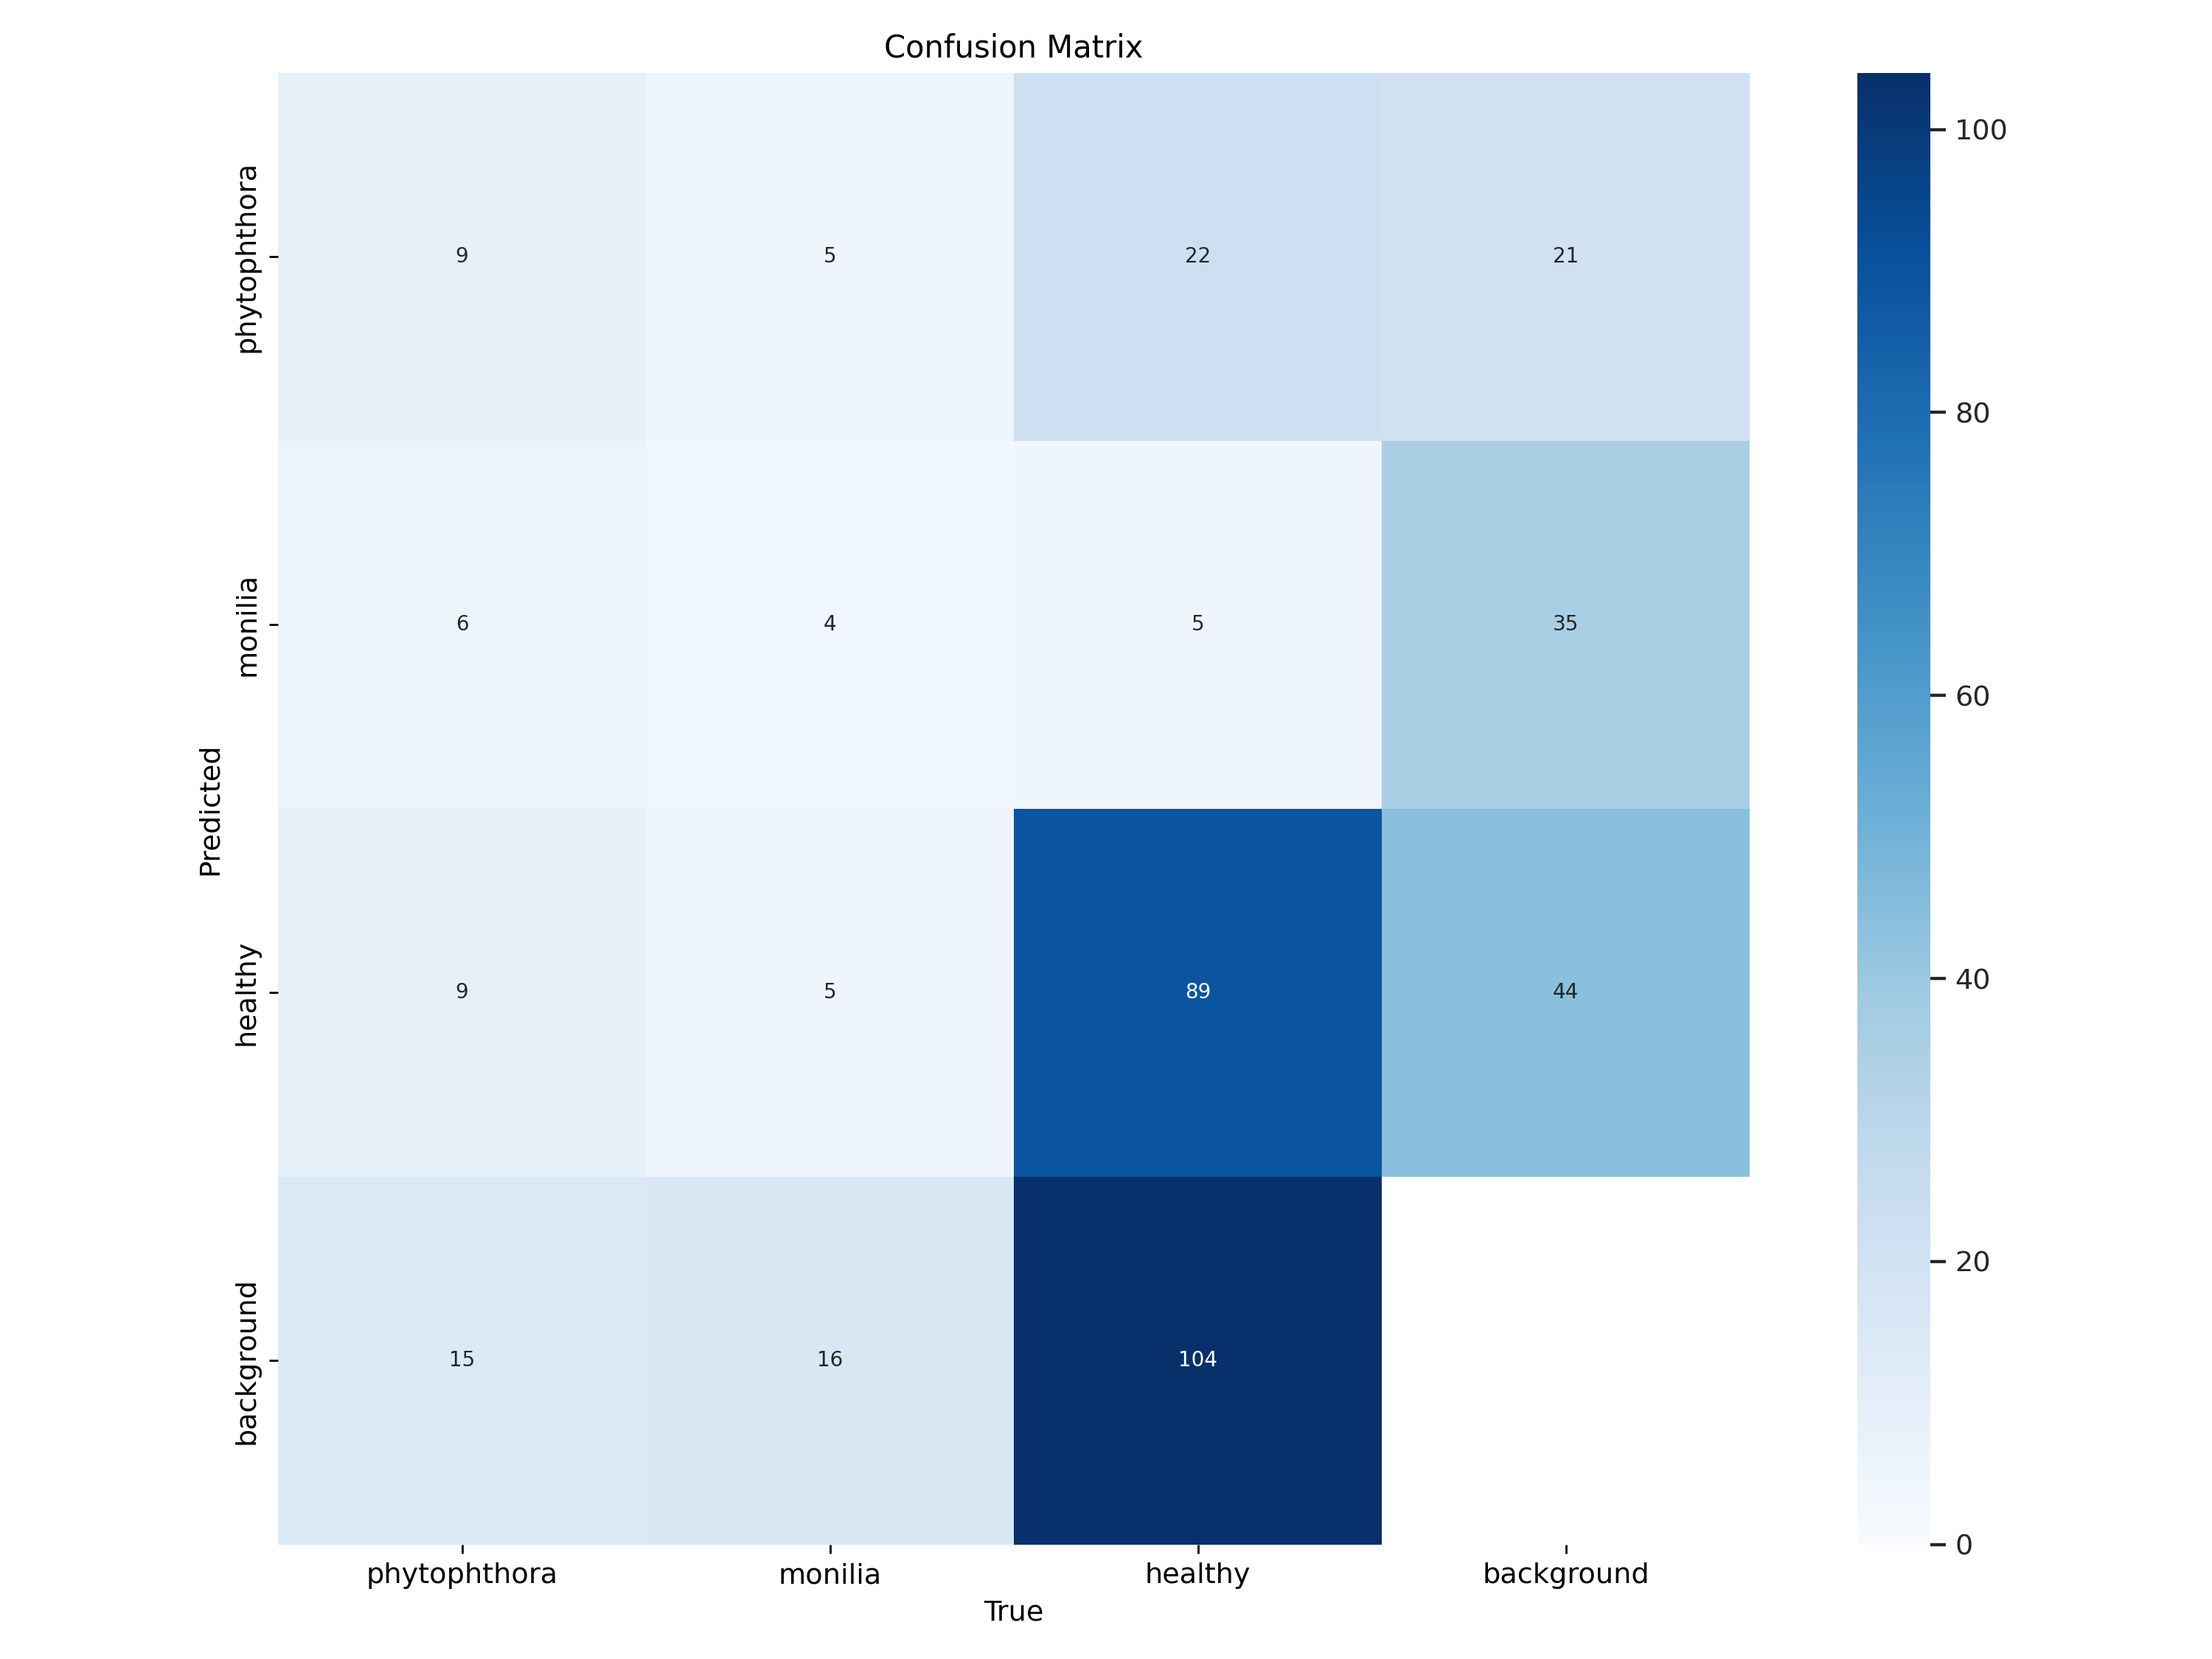 Confusion Matrix
phytophthora
9 5 22 21
monilia
6 4 5 35
healthy
9 5 89 44
background
15 16 104
Predicted
phytophthora monilia healthy background
True
100
80
60
40
20
0